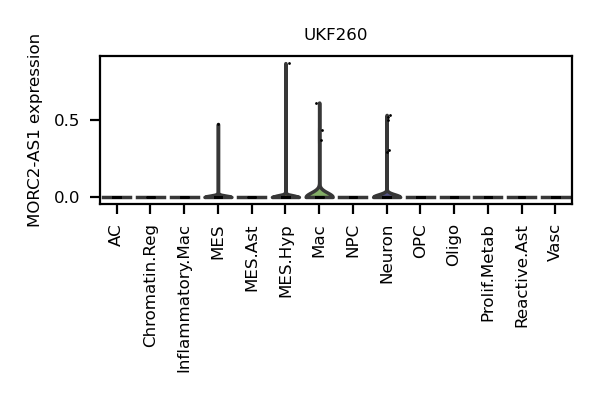 UKF260
MORC2-AS1 expression
0.5
0.0
AC
Chromatin.Reg
Inflammatory.Mac
MES
MES.Ast
MES.Hyp
Mac
NPC
Neuron
OPC
Oligo
Prolif.Metab
Reactive.Ast
Vasc